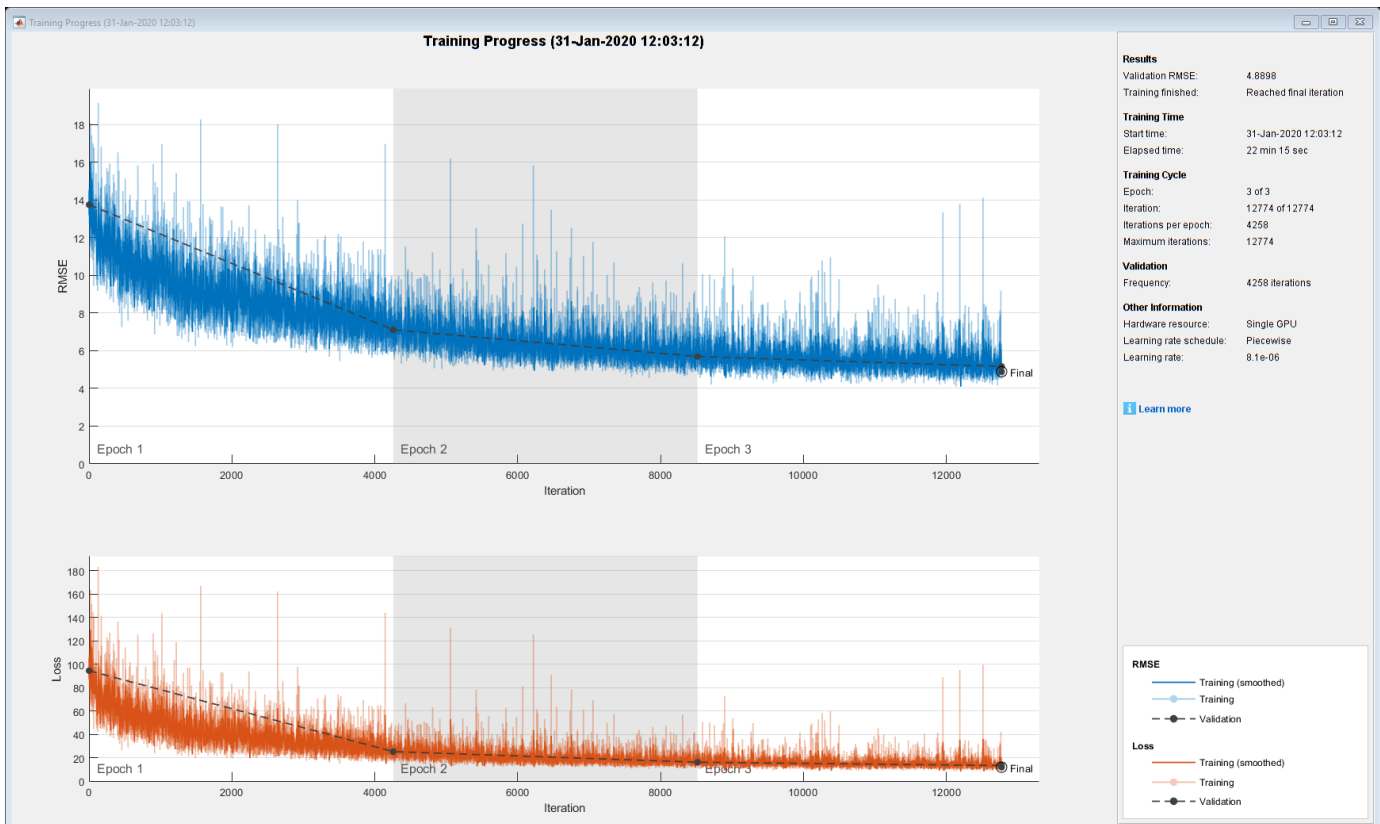 Training Progress (31-Jan-2020 12:03:12)
Training Progress (31-Jan-2020 12:03:12)
RMSE
18
16
14
12
10
8
6
4
2
0
Final
Epoch 1 Epoch 2 Epoch 3
0 2000 4000 6000 8000 10000 12000
Iteration
Loss
180
160
140
120
100
80
60
40
20
0
Final
Epoch 1 Epoch 2 Epoch 3
0 2000 4000 6000 8000 10000 12000
Iteration
Results
Validation RMSE: 4.8898
Training finished: Reached final iteration
Training Time
Start time: 31-Jan-2020 12:03:12
Elapsed time: 22 min 15 sec
Training Cycle
Epoch: 3 of 3
Iteration: 12774 of 12774
Iterations per epoch: 4258
Maximum iterations: 12774
Validation
Frequency: 4258 iterations
Other Information
Hardware resource: Single GPU
Learning rate schedule: Piecewise
Learning rate: 8.1e-06
i Learn more
RMSE
Training (smoothed)
Training
Validation
Loss
Training (smoothed)
Training
Validation